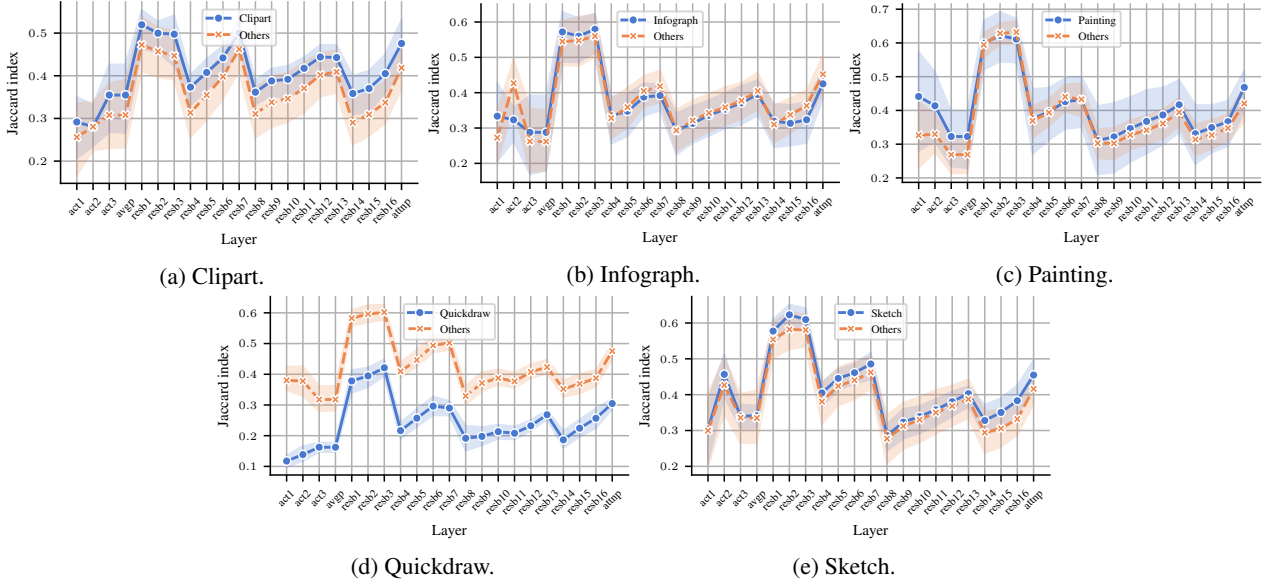 0.5
0.4
0.3
0.2
Jaccard index
Clipart
Others
act1 act2 act3 avgp resb1 resb2 resb3 resb4 resb5 resb6 resb7 resb8 resb9 resb10 resb11 resb12 resb13 resb14 resb15 resb16 attnp
Layer
(a) Clipart.
0.6
0.5
0.4
0.3
0.2
Jaccard index
Infograph
Others
act1 act2 act3 avgp resb1 resb2 resb3 resb4 resb5 resb6 resb7 resb8 resb9 resb10 resb11 resb12 resb13 resb14 resb15 resb16 attnp
Layer
(b) Infograph.
0.7
0.6
0.5
0.4
0.3
0.2
Jaccard index
Painting
Others
act1 act2 act3 avgp resb1 resb2 resb3 resb4 resb5 resb6 resb7 resb8 resb9 resb10 resb11 resb12 resb13 resb14 resb15 resb16 attnp
Layer
(c) Painting.
0.6
0.5
0.4
0.3
0.2
0.1
Jaccard index
Quickdraw
Others
act1 act2 act3 avgp resb1 resb2 resb3 resb4 resb5 resb6 resb7 resb8 resb9 resb10 resb11 resb12 resb13 resb14 resb15 resb16 attnp
Layer
(d) Quickdraw.
0.6
0.5
0.4
0.3
0.2
Jaccard index
Sketch
Others
act1 act2 act3 avgp resb1 resb2 resb3 resb4 resb5 resb6 resb7 resb8 resb9 resb10 resb11 resb12 resb13 resb14 resb15 resb16 attnp
Layer
(e) Sketch.